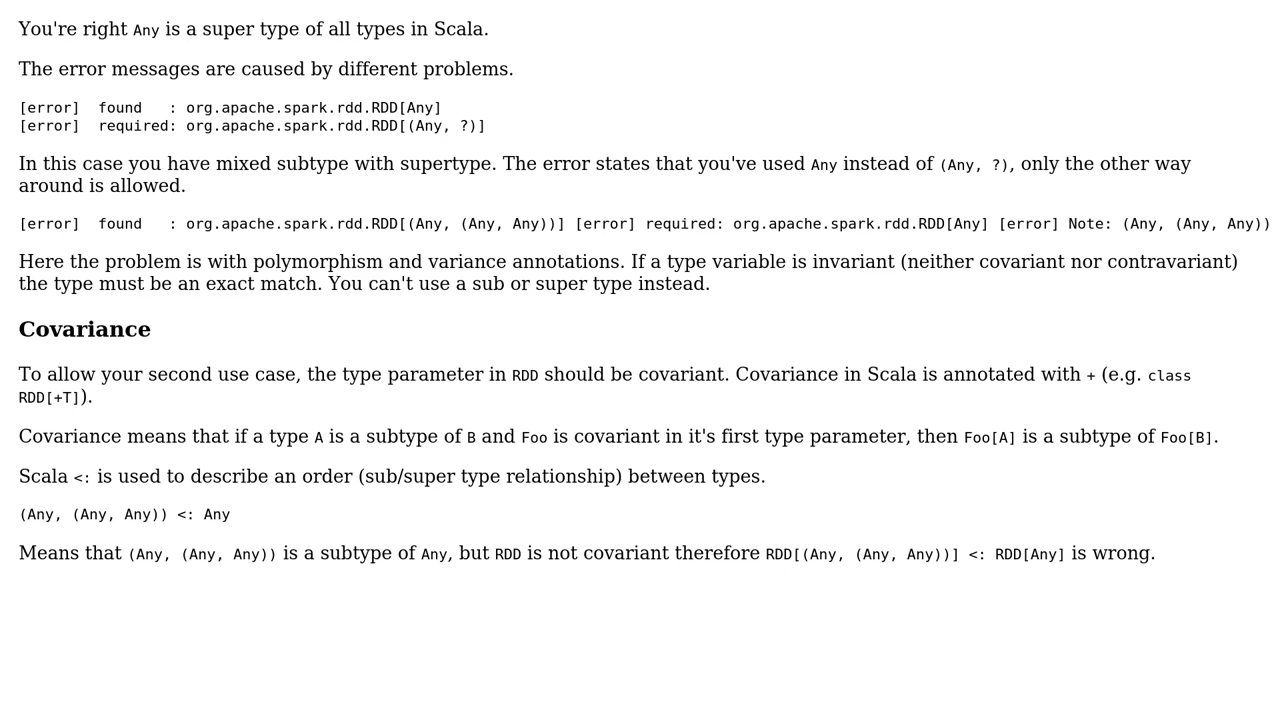 You're right Any is a super type of all types in Scala.
The error messages are caused by different problems.
[error]  found   : org.apache.spark.rdd.RDD[Any]
[error]  required: org.apache.spark.rdd.RDD[(Any, ?)]
In this case you have mixed subtype with supertype. The error states that you've used Any instead of (Any, ?), only the other way
around is allowed.
[error]  found   : org.apache.spark.rdd.RDD[(Any, (Any, Any))] [error] required: org.apache.spark.rdd.RDD[Any] [error] Note: (Any, (Any, Any))
Here the problem is with polymorphism and variance annotations. If a type variable is invariant (neither covariant nor contravariant)
the type must be an exact match. You can't use a sub or super type instead.
Covariance
To allow your second use case, the type parameter in RDD should be covariant. Covariance in Scala is annotated with + (e.g. class
RDD[+T]).
Covariance means that if a type A is a subtype of B and Foo is covariant in it's first type parameter, then Foo[A] is a subtype of Foo[B].
Scala <: is used to describe an order (sub/super type relationship) between types.
(Any, (Any, Any)) <: Any
Means that (Any, (Any, Any)) is a subtype of Any, but RDD is not covariant therefore RDD[(Any, (Any, Any))] <: RDD[Any] is wrong.